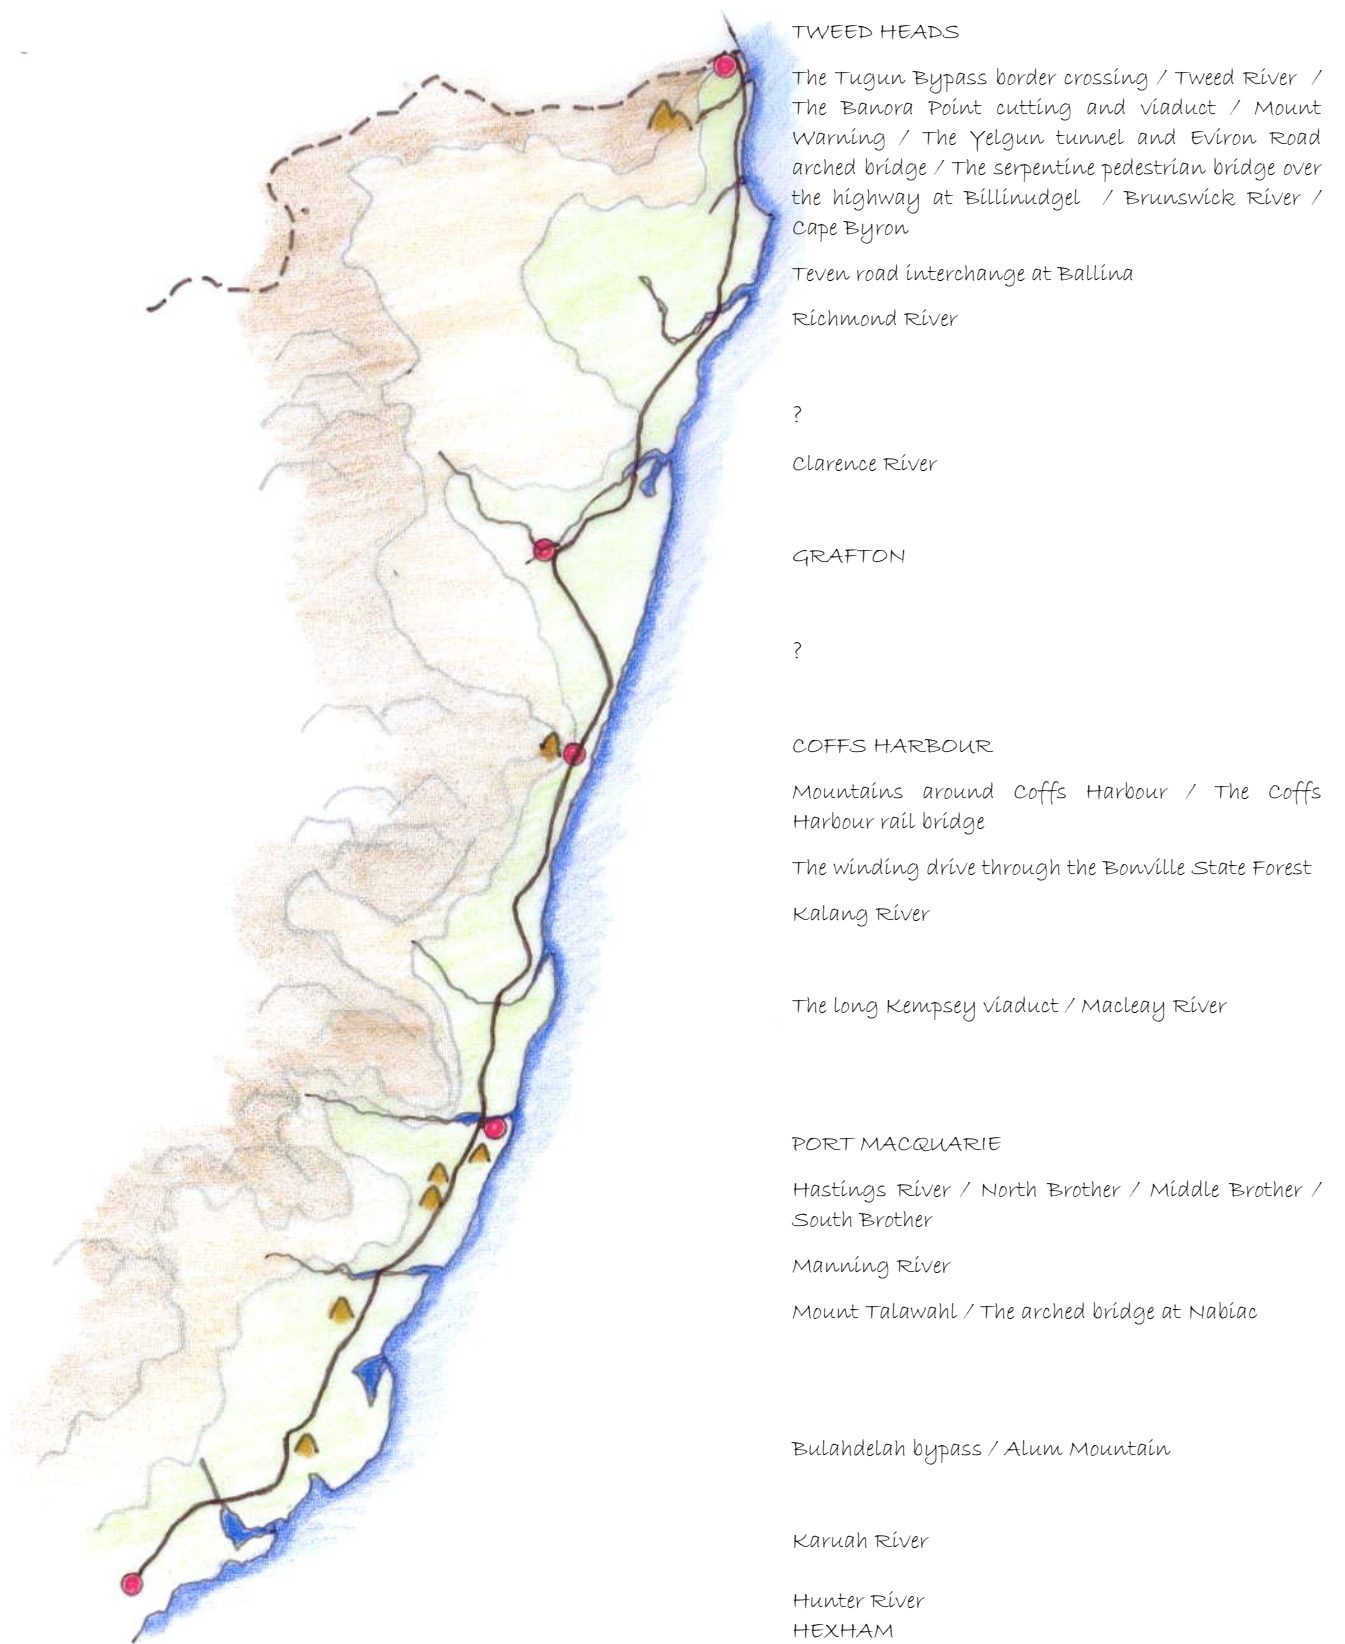 TWEED HEADS
The Tugun Bypass border crossing / Tweed River /
The Banora Point cutting and viaduct / Mount
Warning / The Yelgun tunnel and Eviron Road
arched bridge / The serpentine pedestrian bridge over
the highway at Billinudgel / Brunswick River /
Cape Byron
Teven road interchange at Ballina
Richmond River
?
Clarence River
GRAFTON
?
COFFS HARBOUR
Mountains around Coffs Harbour / The Coffs
Harbour rail bridge
The winding drive through the Bonville State Forest
Kalang River
The long Kempsey viaduct / Macleay River
PORT MACQUARIE
Hastings River / North Brother / Middle Brother /
South Brother
Manning River
Mount Talawahl / The arched bridge at Nabiac
Bulahdelah bypass / Alum Mountain
Karuah River
Hunter River
HEXHAM